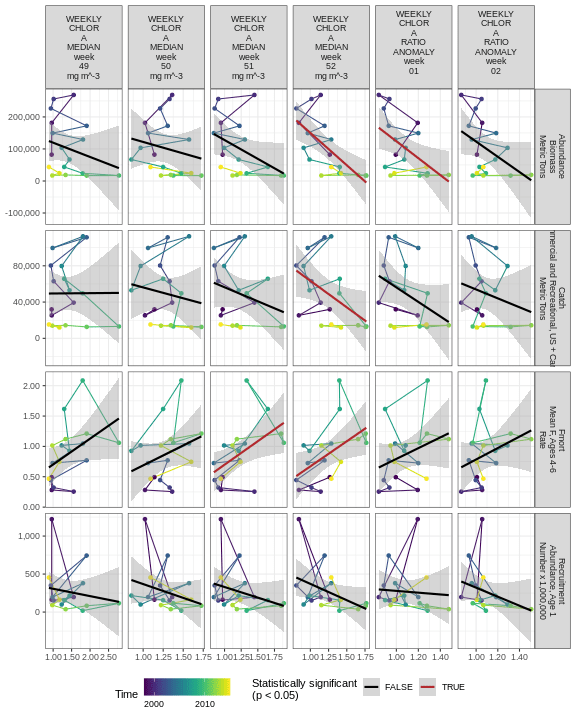 WEEKLY
CHLOR
A
MEDIAN
week
49
mg m^-3
WEEKLY
CHLOR
A
MEDIAN
week
50
mg m^-3
WEEKLY
CHLOR
A
MEDIAN
week
51
mg m^-3
WEEKLY
CHLOR
A
MEDIAN
week
52
mg m^-3
WEEKLY
CHLOR
A
RATIO
ANOMALY
week
01
WEEKLY
CHLOR
A
RATIO
ANOMALY
week
02
200,000
100,000
0
-100,000
Abundance
Biomass
Metric Tons
80,000
40,000
0
Catch
mmercial and Recreational, US + Ca
Metric Tons
2.00
1.50
1.00
0.50
0.00
Fmort
Mean F, Ages 4-6
Rate
1,000
500
0
Recruitment
Abundance, Age 1
Number x 1,000,000
1.00 1.50 2.00 2.50
1.00 1.25 1.50 1.75
1.00 1.25 1.50 1.75
1.00 1.25 1.50 1.75
1.00 1.20 1.40
1.00 1.20 1.40
Time
2000 2010
Statistically significant
(p < 0.05)
FALSE
TRUE